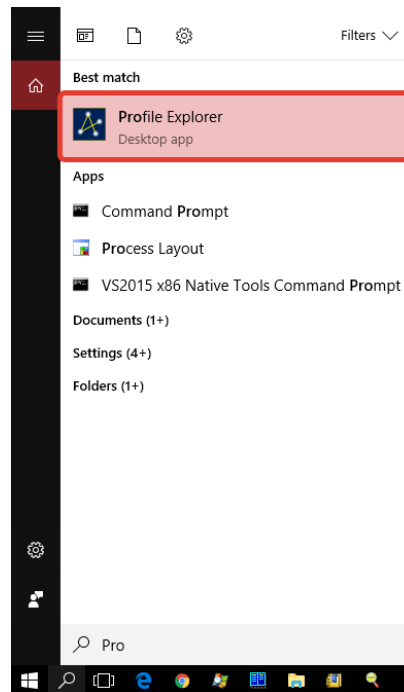 Filters
Best match
Profile Explorer
Desktop app
Apps
Command Prompt
Process Layout
VS2015 x86 Native Tools Command Prompt
Documents (1+)
Settings (4+)
Folders (1+)
Pro